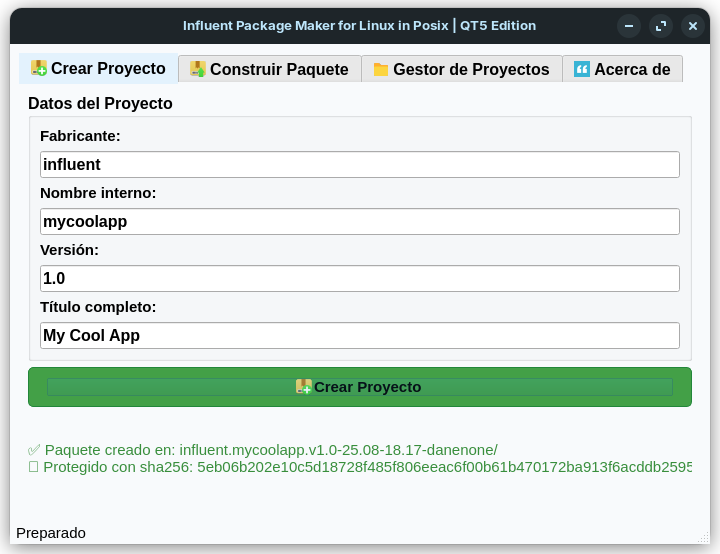 Influent Package Maker for Linux in Posix | QT5 Edition
Crear Proyecto
Construir Paquete
Gestor de Proyectos
Acerca de
Datos del Proyecto
Fabricante:
influent
Nombre interno:
mycoolapp
Versión:
1.0
Título completo:
My Cool App
Crear Proyecto
✅ Paquete creado en: influent.mycoolapp.v1.0-25.08-18.17-danenone/
Protegido con sha256: 5eb06b202e10c5d18728f485f806eeac6f00b61b470172ba913f6acddb2595
Preparado